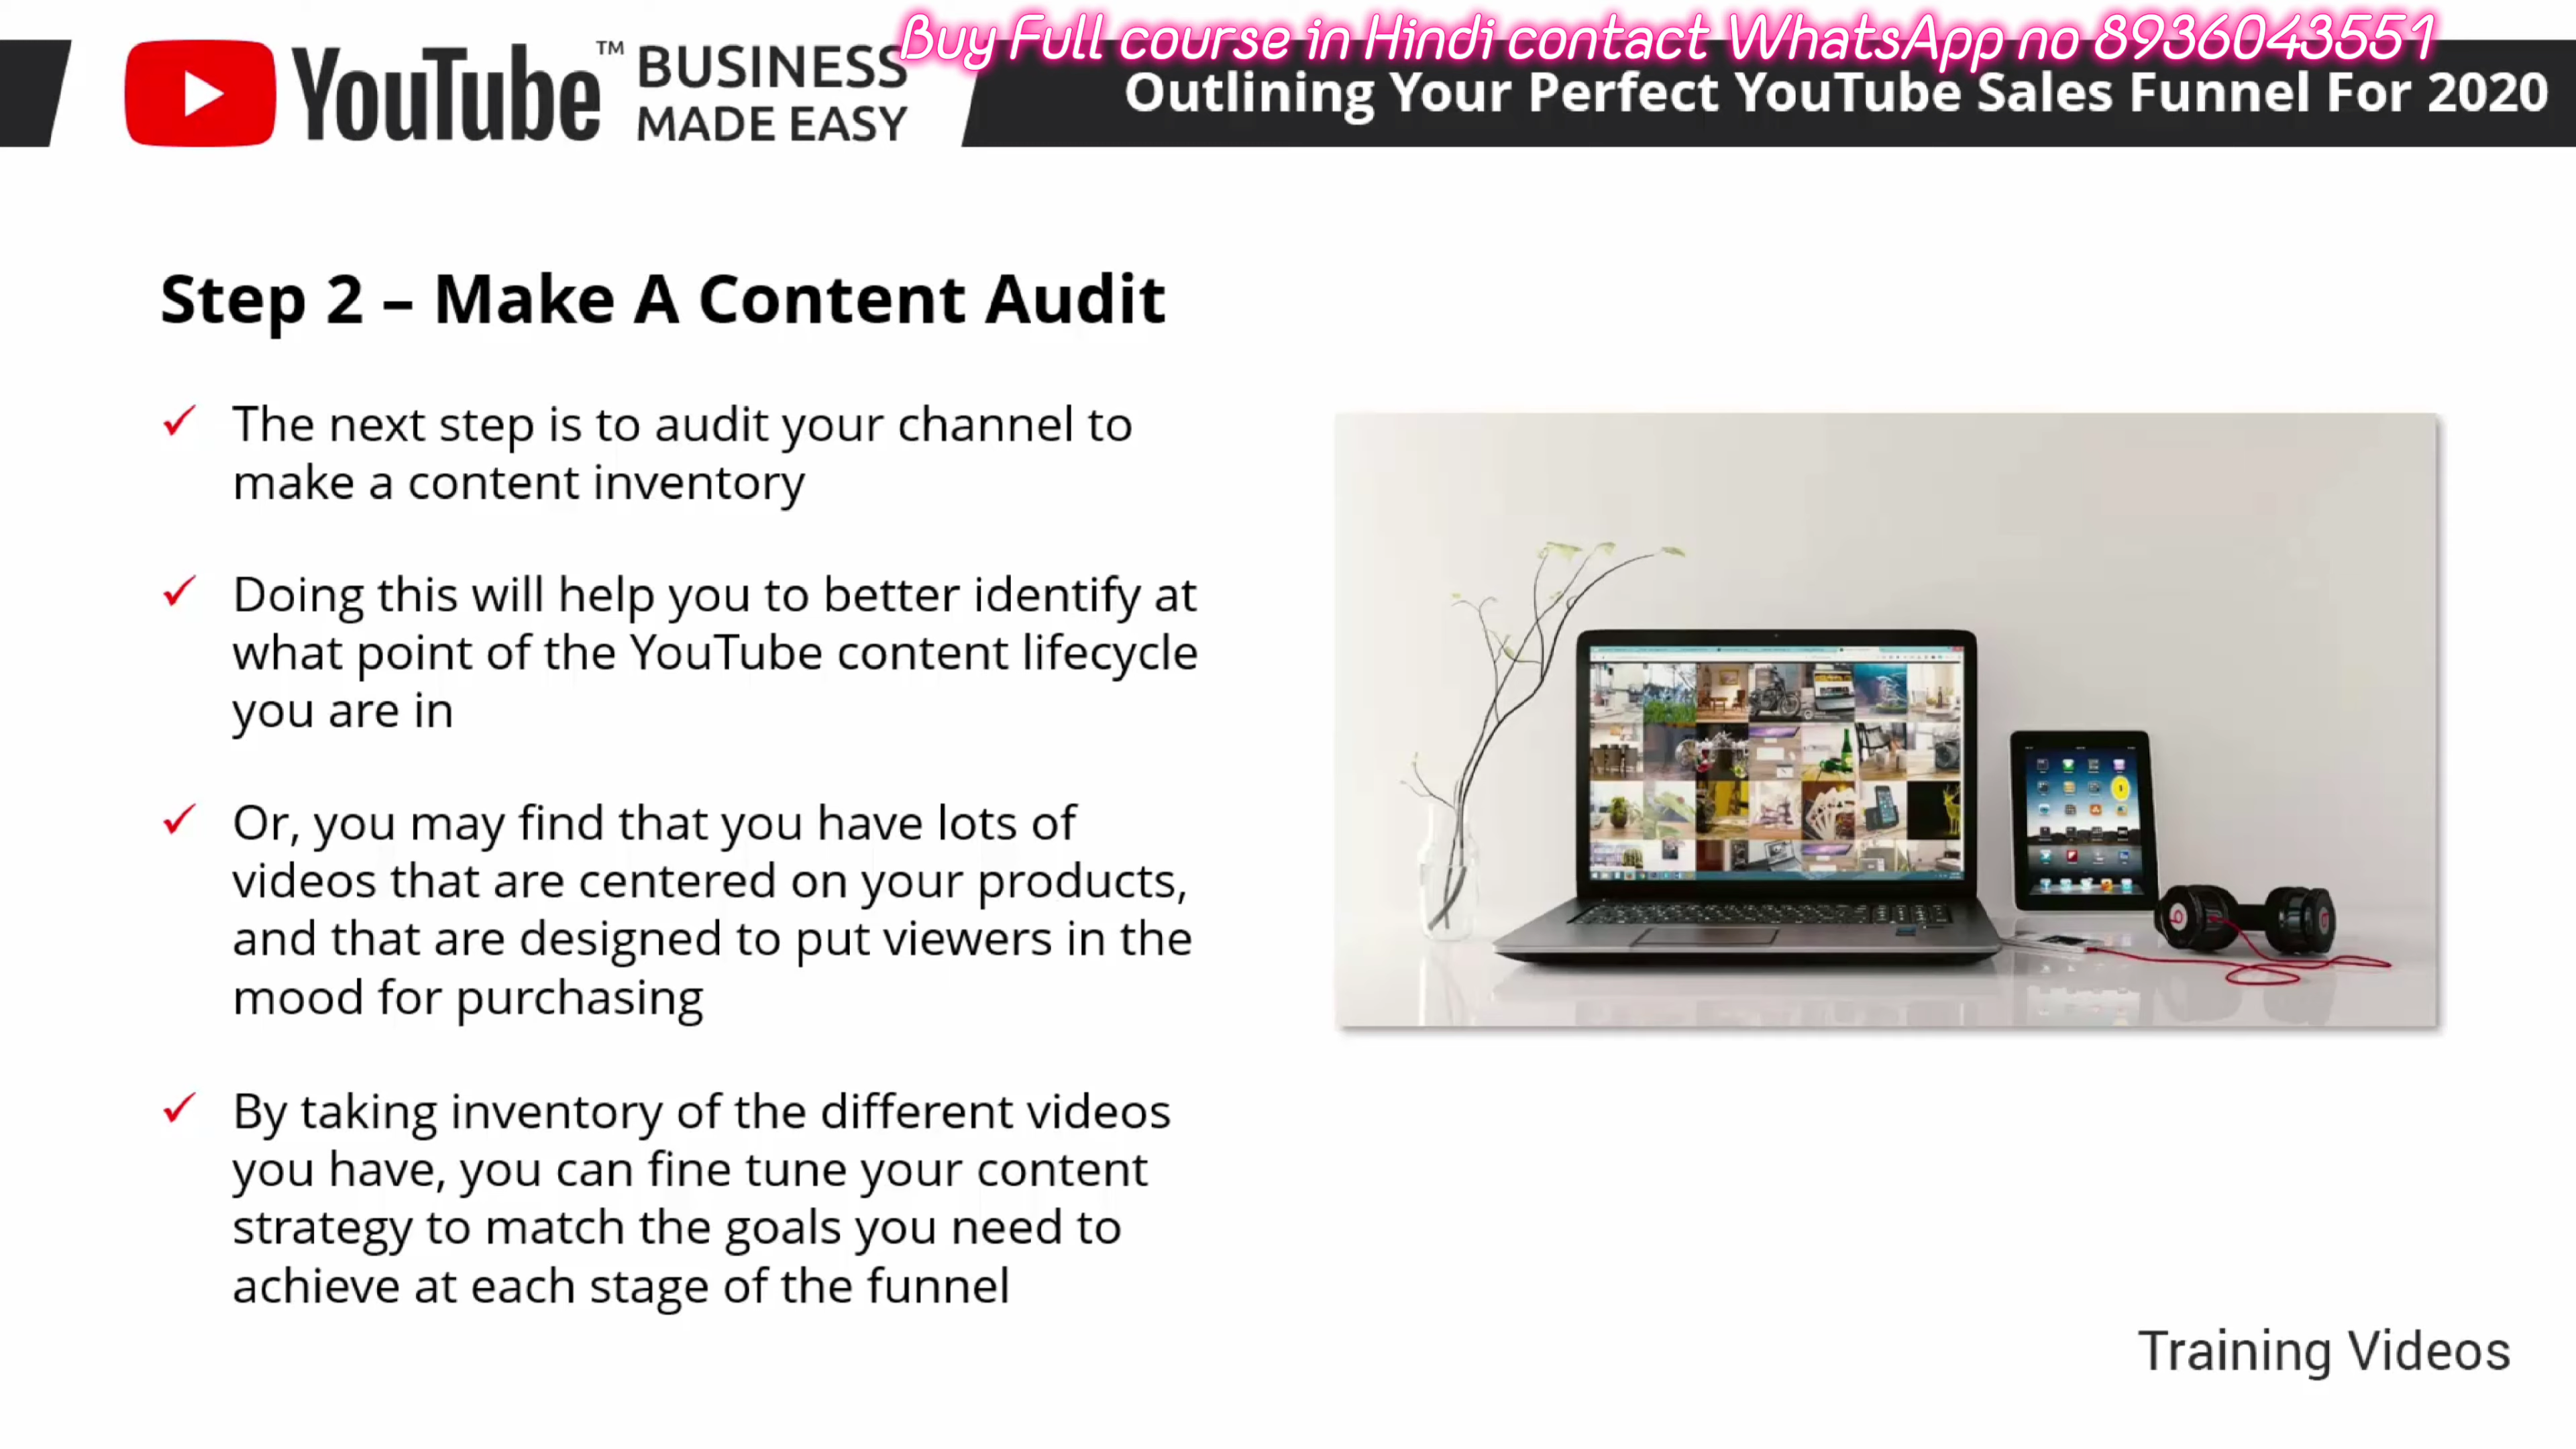 Buy Full course in Hindi contact WhatsApp no 8936043551
YouTube™ BUSINESS
MADE EASY
Outlining Your Perfect YouTube Sales Funnel For 2020
Step 2 – Make A Content Audit
✓ The next step is to audit your channel to
make a content inventory
✓ Doing this will help you to better identify at
what point of the YouTube content lifecycle
you are in
✓ Or, you may find that you have lots of
videos that are centered on your products,
and that are designed to put viewers in the
mood for purchasing
✓ By taking inventory of the different videos
you have, you can fine tune your content
strategy to match the goals you need to
achieve at each stage of the funnel
Training Videos